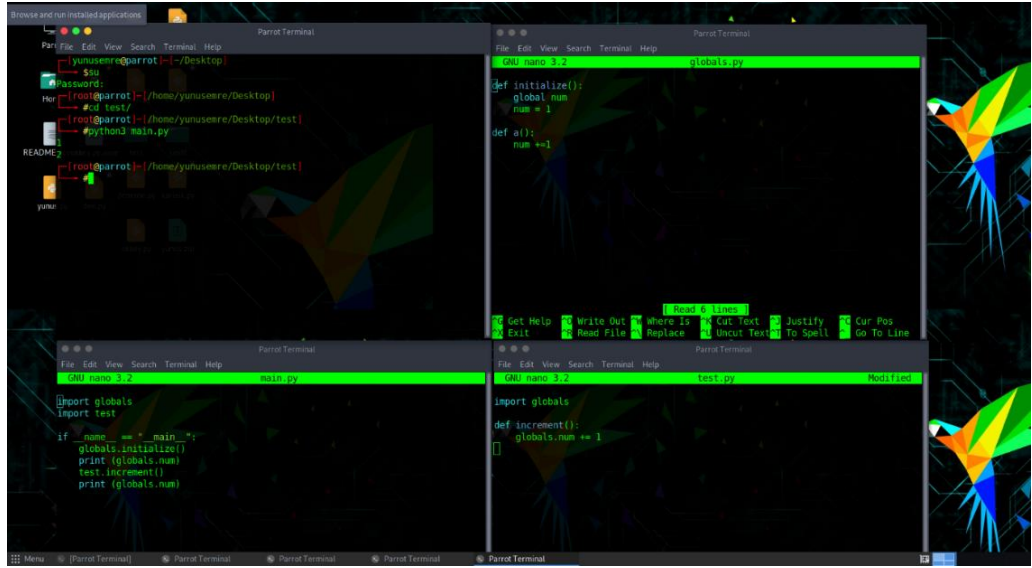 Browse and run installed applications
Parrot Terminal
File Edit View Search Terminal Help
[yunusemre@parrot]-[~/Desktop]
$su
Password:
[root@parrot]-[/home/yunusemre/Desktop]
#cd test/
[root@parrot]-[/home/yunusemre/Desktop/test]
#python3 main.py
1
2
[root@parrot]-[/home/yunusemre/Desktop/test]
#
README
Parrot Terminal
File Edit View Search Terminal Help
GNU nano 3.2 globals.py
def initialize():
global num
num = 1
def a():
num +=1
[ Read 6 lines ]
^G Get Help ^O Write Out ^W Where Is ^K Cut Text ^J Justify ^C Cur Pos
^X Exit ^R Read File ^\ Replace ^U Uncut Text ^T To Spell ^_ Go To Line
Parrot Terminal
File Edit View Search Terminal Help
GNU nano 3.2 main.py
import globals
import test
if __name__ == "__main__":
globals.initialize()
print (globals.num)
test.increment()
print (globals.num)
Parrot Terminal
File Edit View Search Terminal Help
GNU nano 3.2 test.py Modified
import globals
def increment():
globals.num += 1
Menu [Parrot Terminal] Parrot Terminal Parrot Terminal Parrot Terminal Parrot Terminal